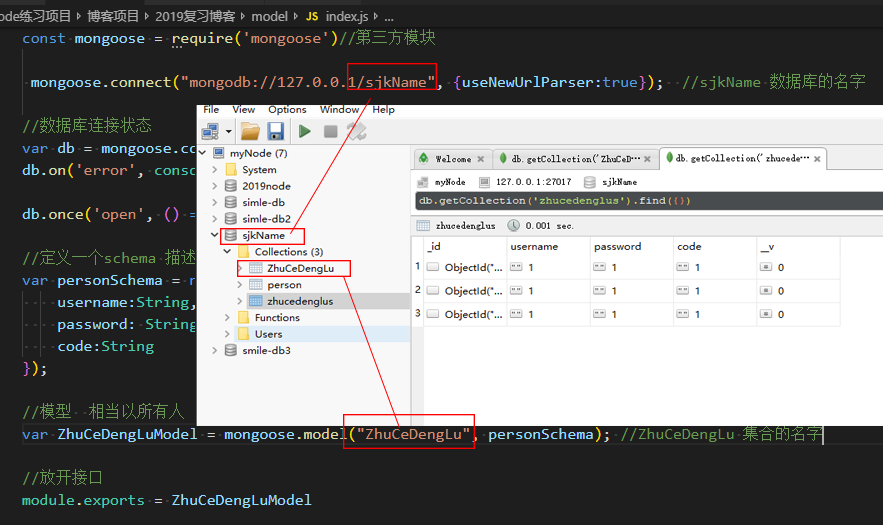 ode练习项目 > 博客项目 > 2019复习博客 > model > JS index.js > ...
const mongoose = require('mongoose')//第三方模块
mongoose.connect("mongodb://127.0.0.1/sjkName", {useNewUrlParser:true}); //sjkName 数据库的名字
//数据库连接状态
var db = mongoose.co
db.on('error', conso
db.once('open', () =
//定义一个schema 描述
var personSchema = n
username:String,
password: String
code:String
});
//模型 相当以所有人
var ZhuCeDengLuModel = mongoose.model("ZhuCeDengLu", personSchema); //ZhuCeDengLu 集合的名字
//放开接口
module.exports = ZhuCeDengLuModel
File View Options Window Help
myNode (7)
System
2019node
simle-db
simle-db2
sjkName
Collections (3)
ZhuCeDengLu
person
zhucedenglus
Functions
Users
smile-db3
Welcome × db.getCollection('ZhuCeD... × db.getCollection('zhucede... ×
myNode 127.0.0.1:27017 sjkName
db.getCollection('zhucedenglus').find({})
zhucedenglus 0.001 sec.
_id username password code __v
1 ObjectId("... 1 1 1 0
2 ObjectId("... 1 1 1 0
3 ObjectId("... 1 1 1 0